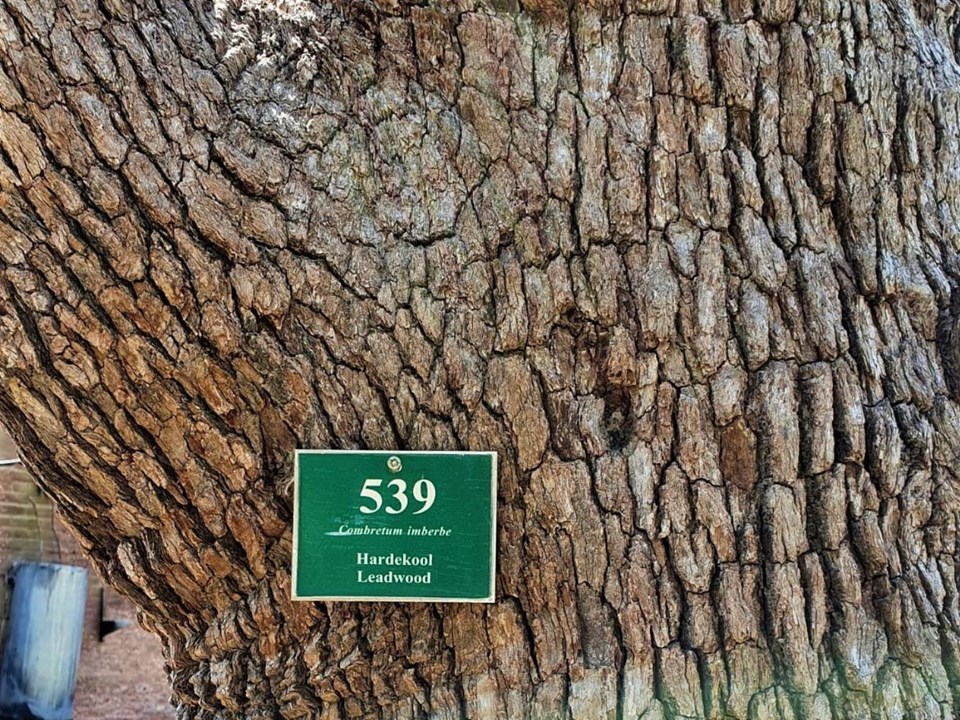 539
Combretum imberbe
Hardekool
Leadwood